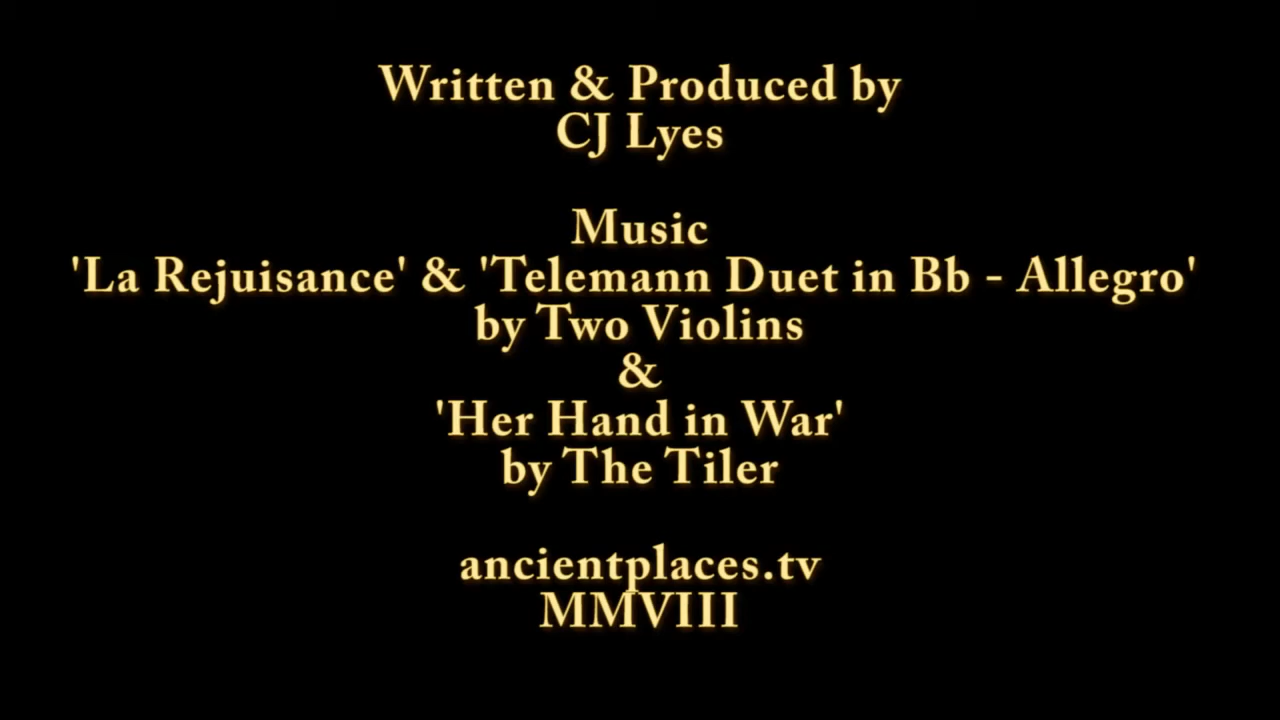 Written & Produced by
CJ Lyes
Music
'La Rejuisance' & 'Telemann Duet in Bb - Allegro'
by Two Violins
&
'Her Hand in War'
by The Tiler
ancientplaces.tv
MMVIII